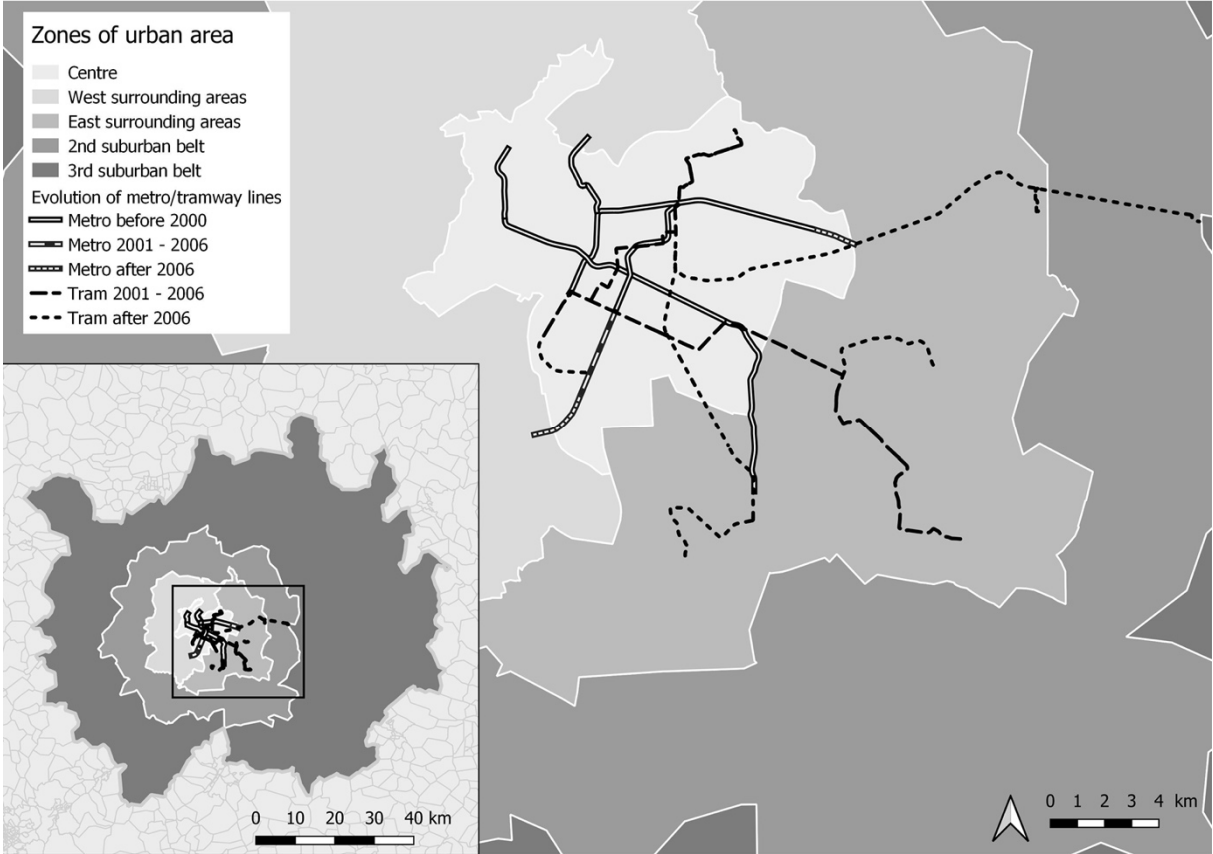 Zones of urban area
Centre
West surrounding areas
East surrounding areas
2nd suburban belt
3rd suburban belt
Evolution of metro/tramway lines
Metro before 2000
Metro 2001 - 2006
Metro after 2006
Tram 2001 - 2006
Tram after 2006
0 10 20 30 40 km
0 1 2 3 4 km